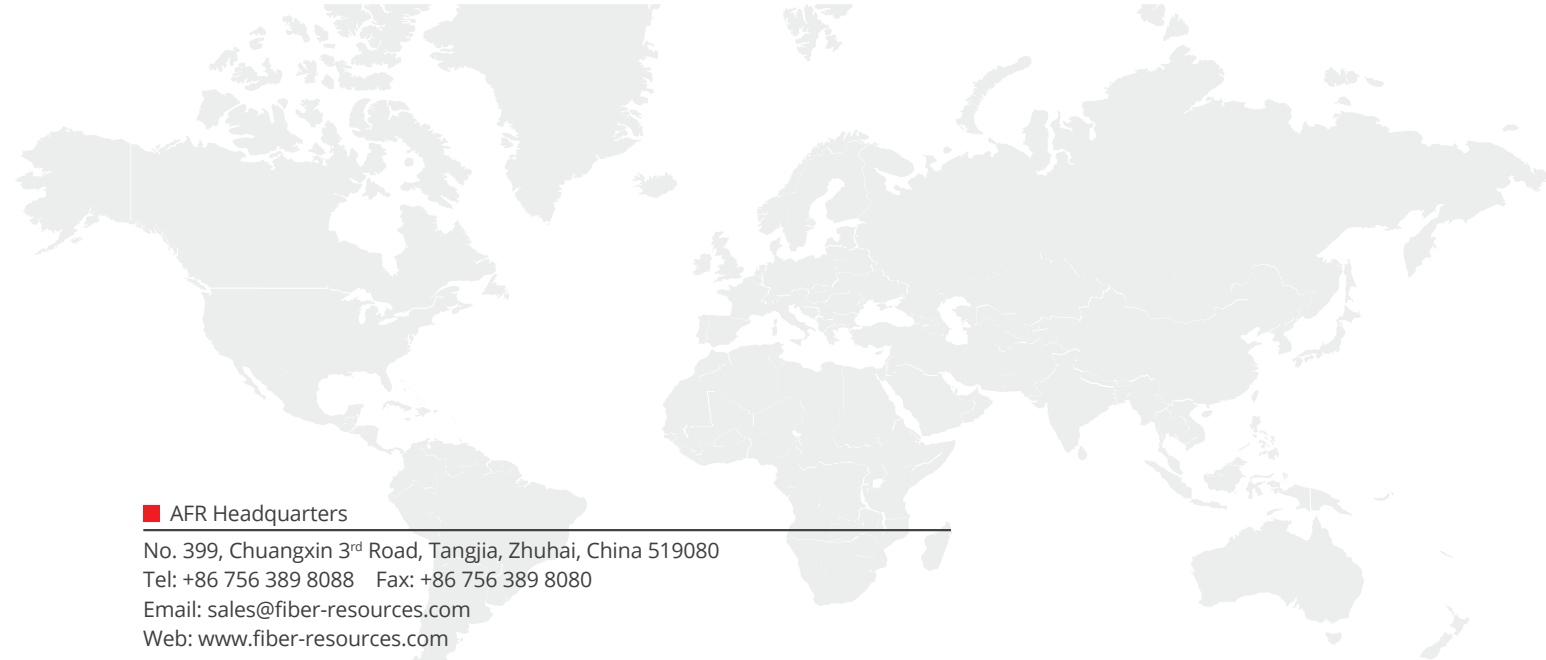 AFR Headquarters
No. 399, Chuangxin 3rd Road, Tangjia, Zhuhai, China 519080
Tel: +86 756 389 8088 Fax: +86 756 389 8080
Email: sales@fiber-resources.com
Web: www.fiber-resources.com